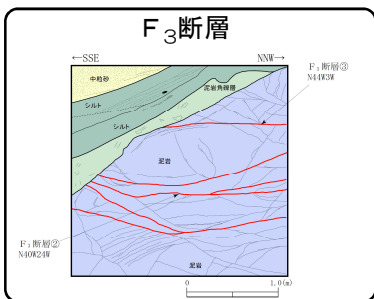 F₃断層
←SSE NNW→
F₃断層③
N44W3W
中粒砂
泥岩角礫層
シルト
シルト
泥岩
F₃断層②
N40W24W
泥岩
0 1.0(m)